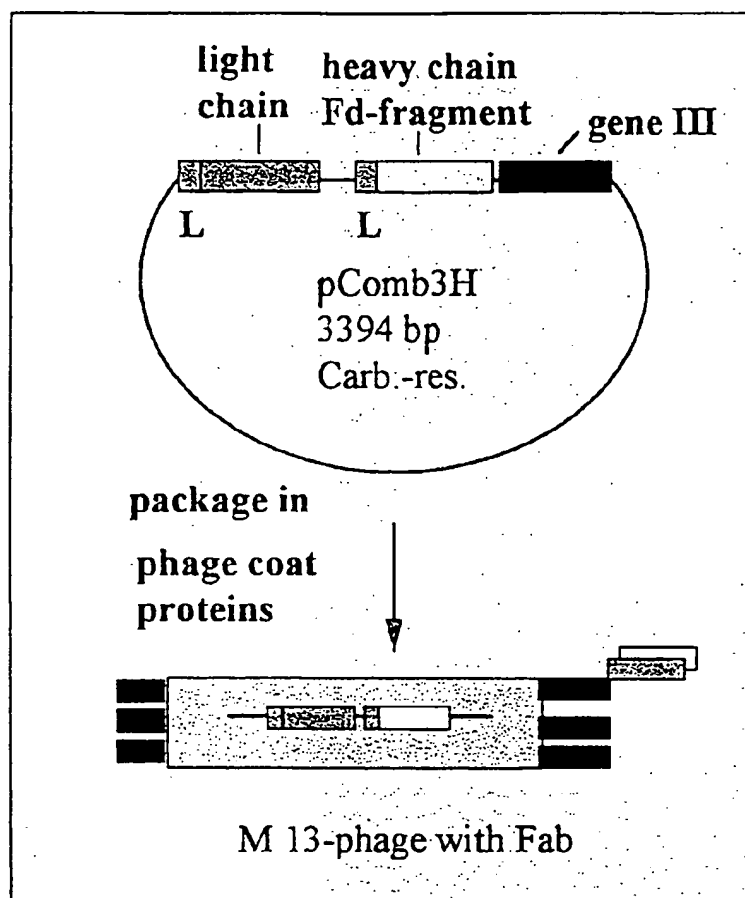 light
chain
heavy chain
Fd-fragment
gene III
L
L
pComb3H
3394 bp
Carb.-res.
package in
phage coat
proteins
M 13-phage with Fab